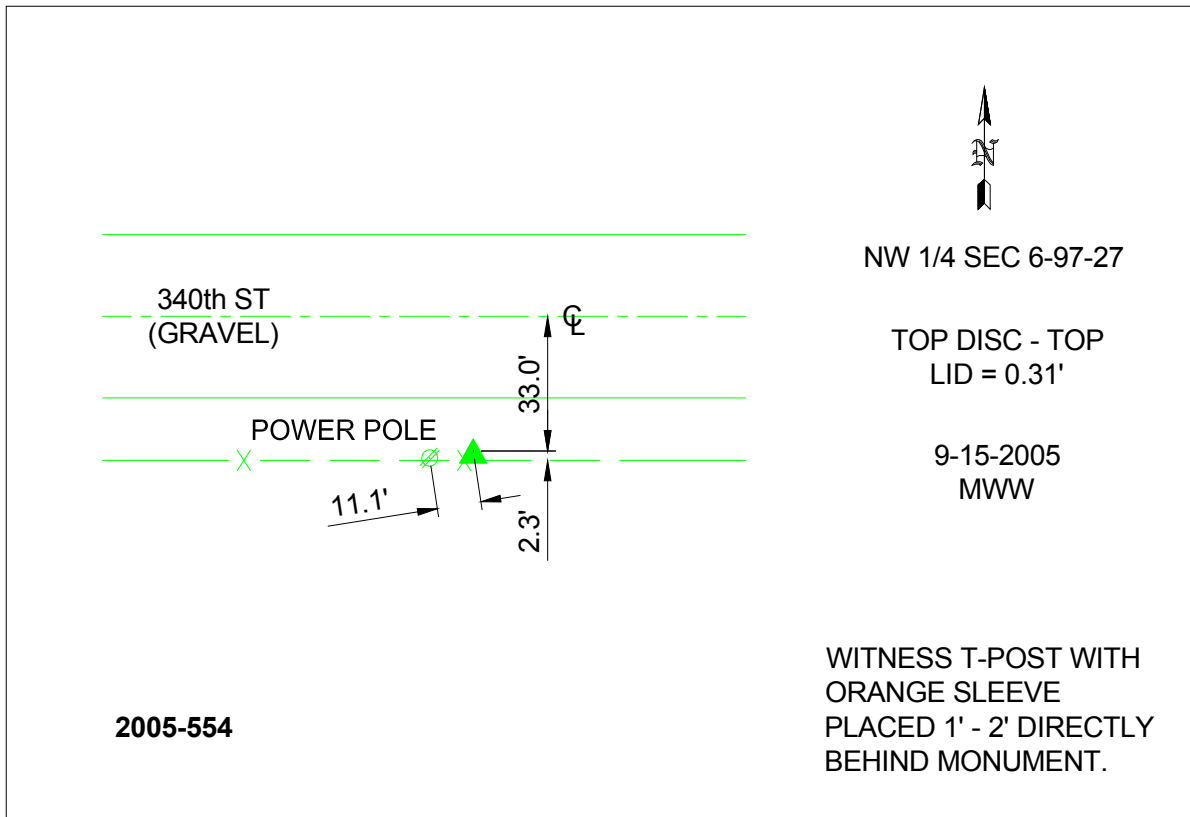 N
NW 1/4 SEC 6-97-27
340th ST
(GRAVEL)
℄
TOP DISC - TOP
LID = 0.31'
33.0'
POWER POLE
9-15-2005
MWW
11.1'
2.3'
WITNESS T-POST WITH
ORANGE SLEEVE
PLACED 1' - 2' DIRECTLY
BEHIND MONUMENT.
2005-554